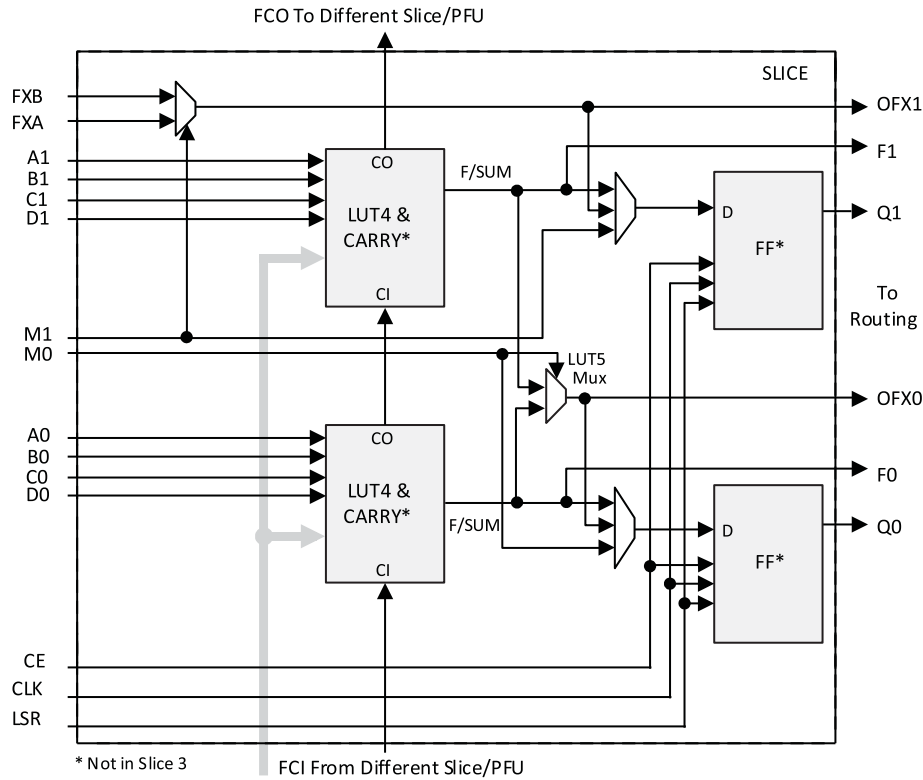 FCO To Different Slice/PFU
SLICE
FXB
FXA
OFX1
F1
A1
B1
C1
D1
CO
F/SUM
LUT4 &
CARRY*
CI
D
FF*
Q1
To
Routing
M1
M0
LUT5
Mux
OFX0
A0
B0
C0
D0
CO
LUT4 &
CARRY*
CI
F/SUM
F0
D
FF*
Q0
CE
CLK
LSR
* Not in Slice 3
FCI From Different Slice/PFU